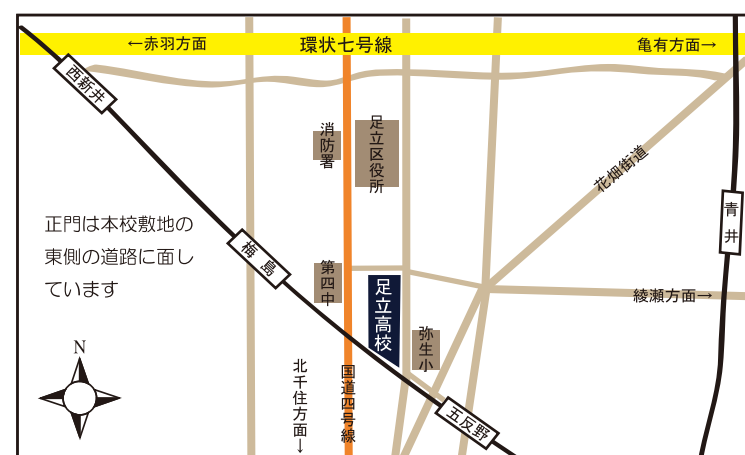 ←赤羽方面
環状七号線
亀有方面→
西新井
消防署
足立区役所
花畑街道
青井
正門は本校敷地の
東側の道路に面し
ています
梅島
第四中
足立高校
綾瀬方面→
弥生小
N
北千住方面→
国道四号線
五反野